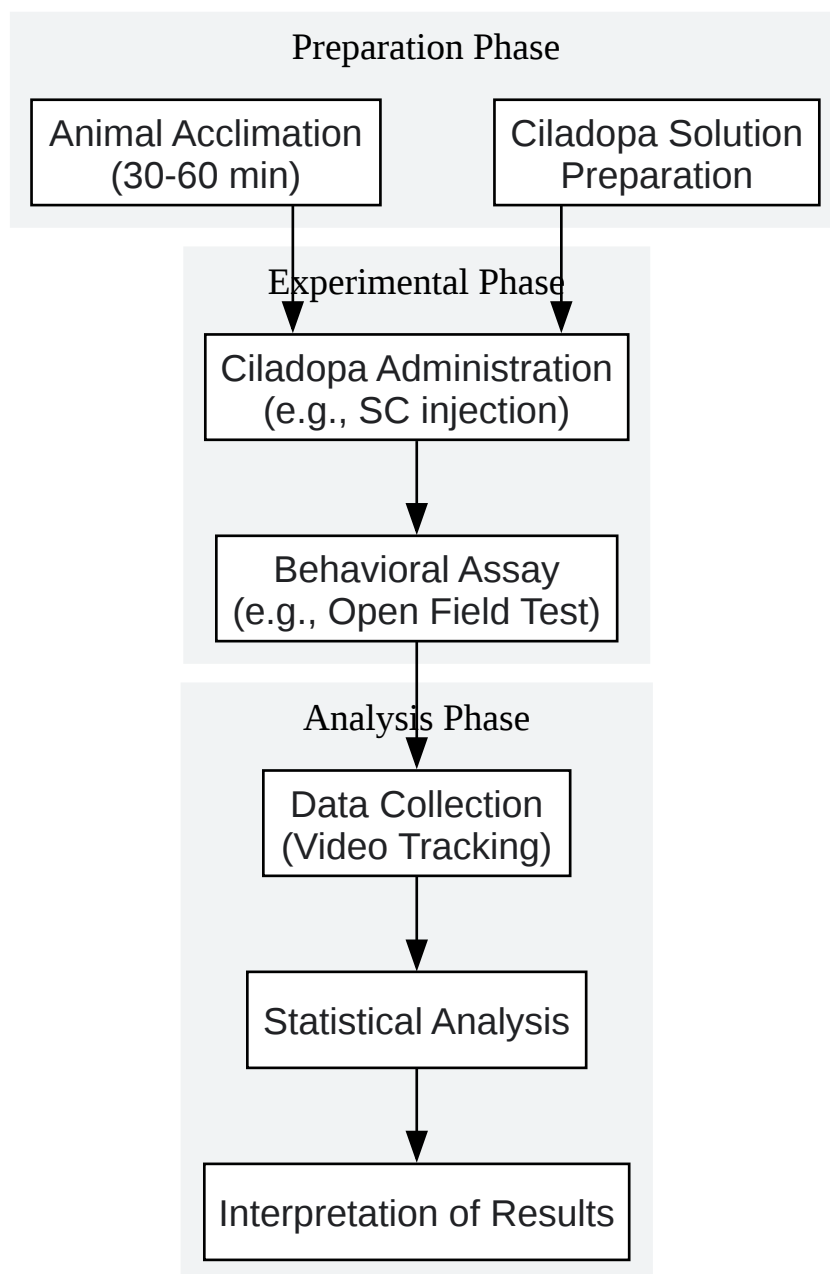 Preparation Phase
Animal Acclimation
(30-60 min)
Ciladopa Solution
Preparation
Experimental Phase
Ciladopa Administration
(e.g., SC injection)
Behavioral Assay
(e.g., Open Field Test)
Analysis Phase
Data Collection
(Video Tracking)
Statistical Analysis
Interpretation of Results